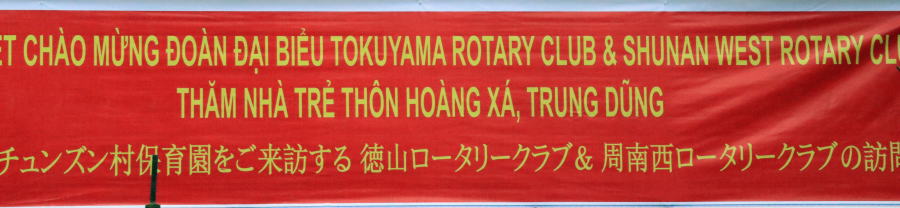 ỆT CHÀO MỪNG ĐOÀN ĐẠI BIỂU TOKUYAMA ROTARY CLUB & SHUNAN WEST ROTARY CLU
THĂM NHÀ TRẺ THÔN HOÀNG XÁ, TRUNG DŨNG
チュンズン村保育園をご来訪する 徳山ロータリークラブ& 周南西ロータリークラブの訪問